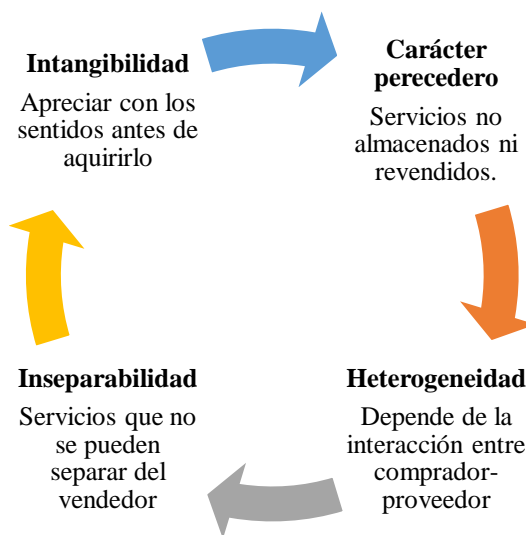 Intangibilidad
Apreciar con los
sentidos antes de
aquirirlo
Carácter
perecedero
Servicios no
almacenados ni
revendidos.
Heterogeneidad
Depende de la
interacción entre
comprador-
proveedor
Inseparabilidad
Servicios que no
se pueden
separar del
vendedor